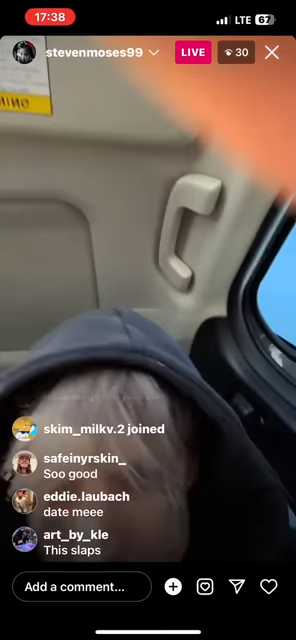 17:38
LTE 67
stevenmoses99
LIVE
30
skim_milkv.2 joined
safeinyrskin_
Soo good
eddie.laubach
date meee
art_by_kle
This slaps
Add a comment...